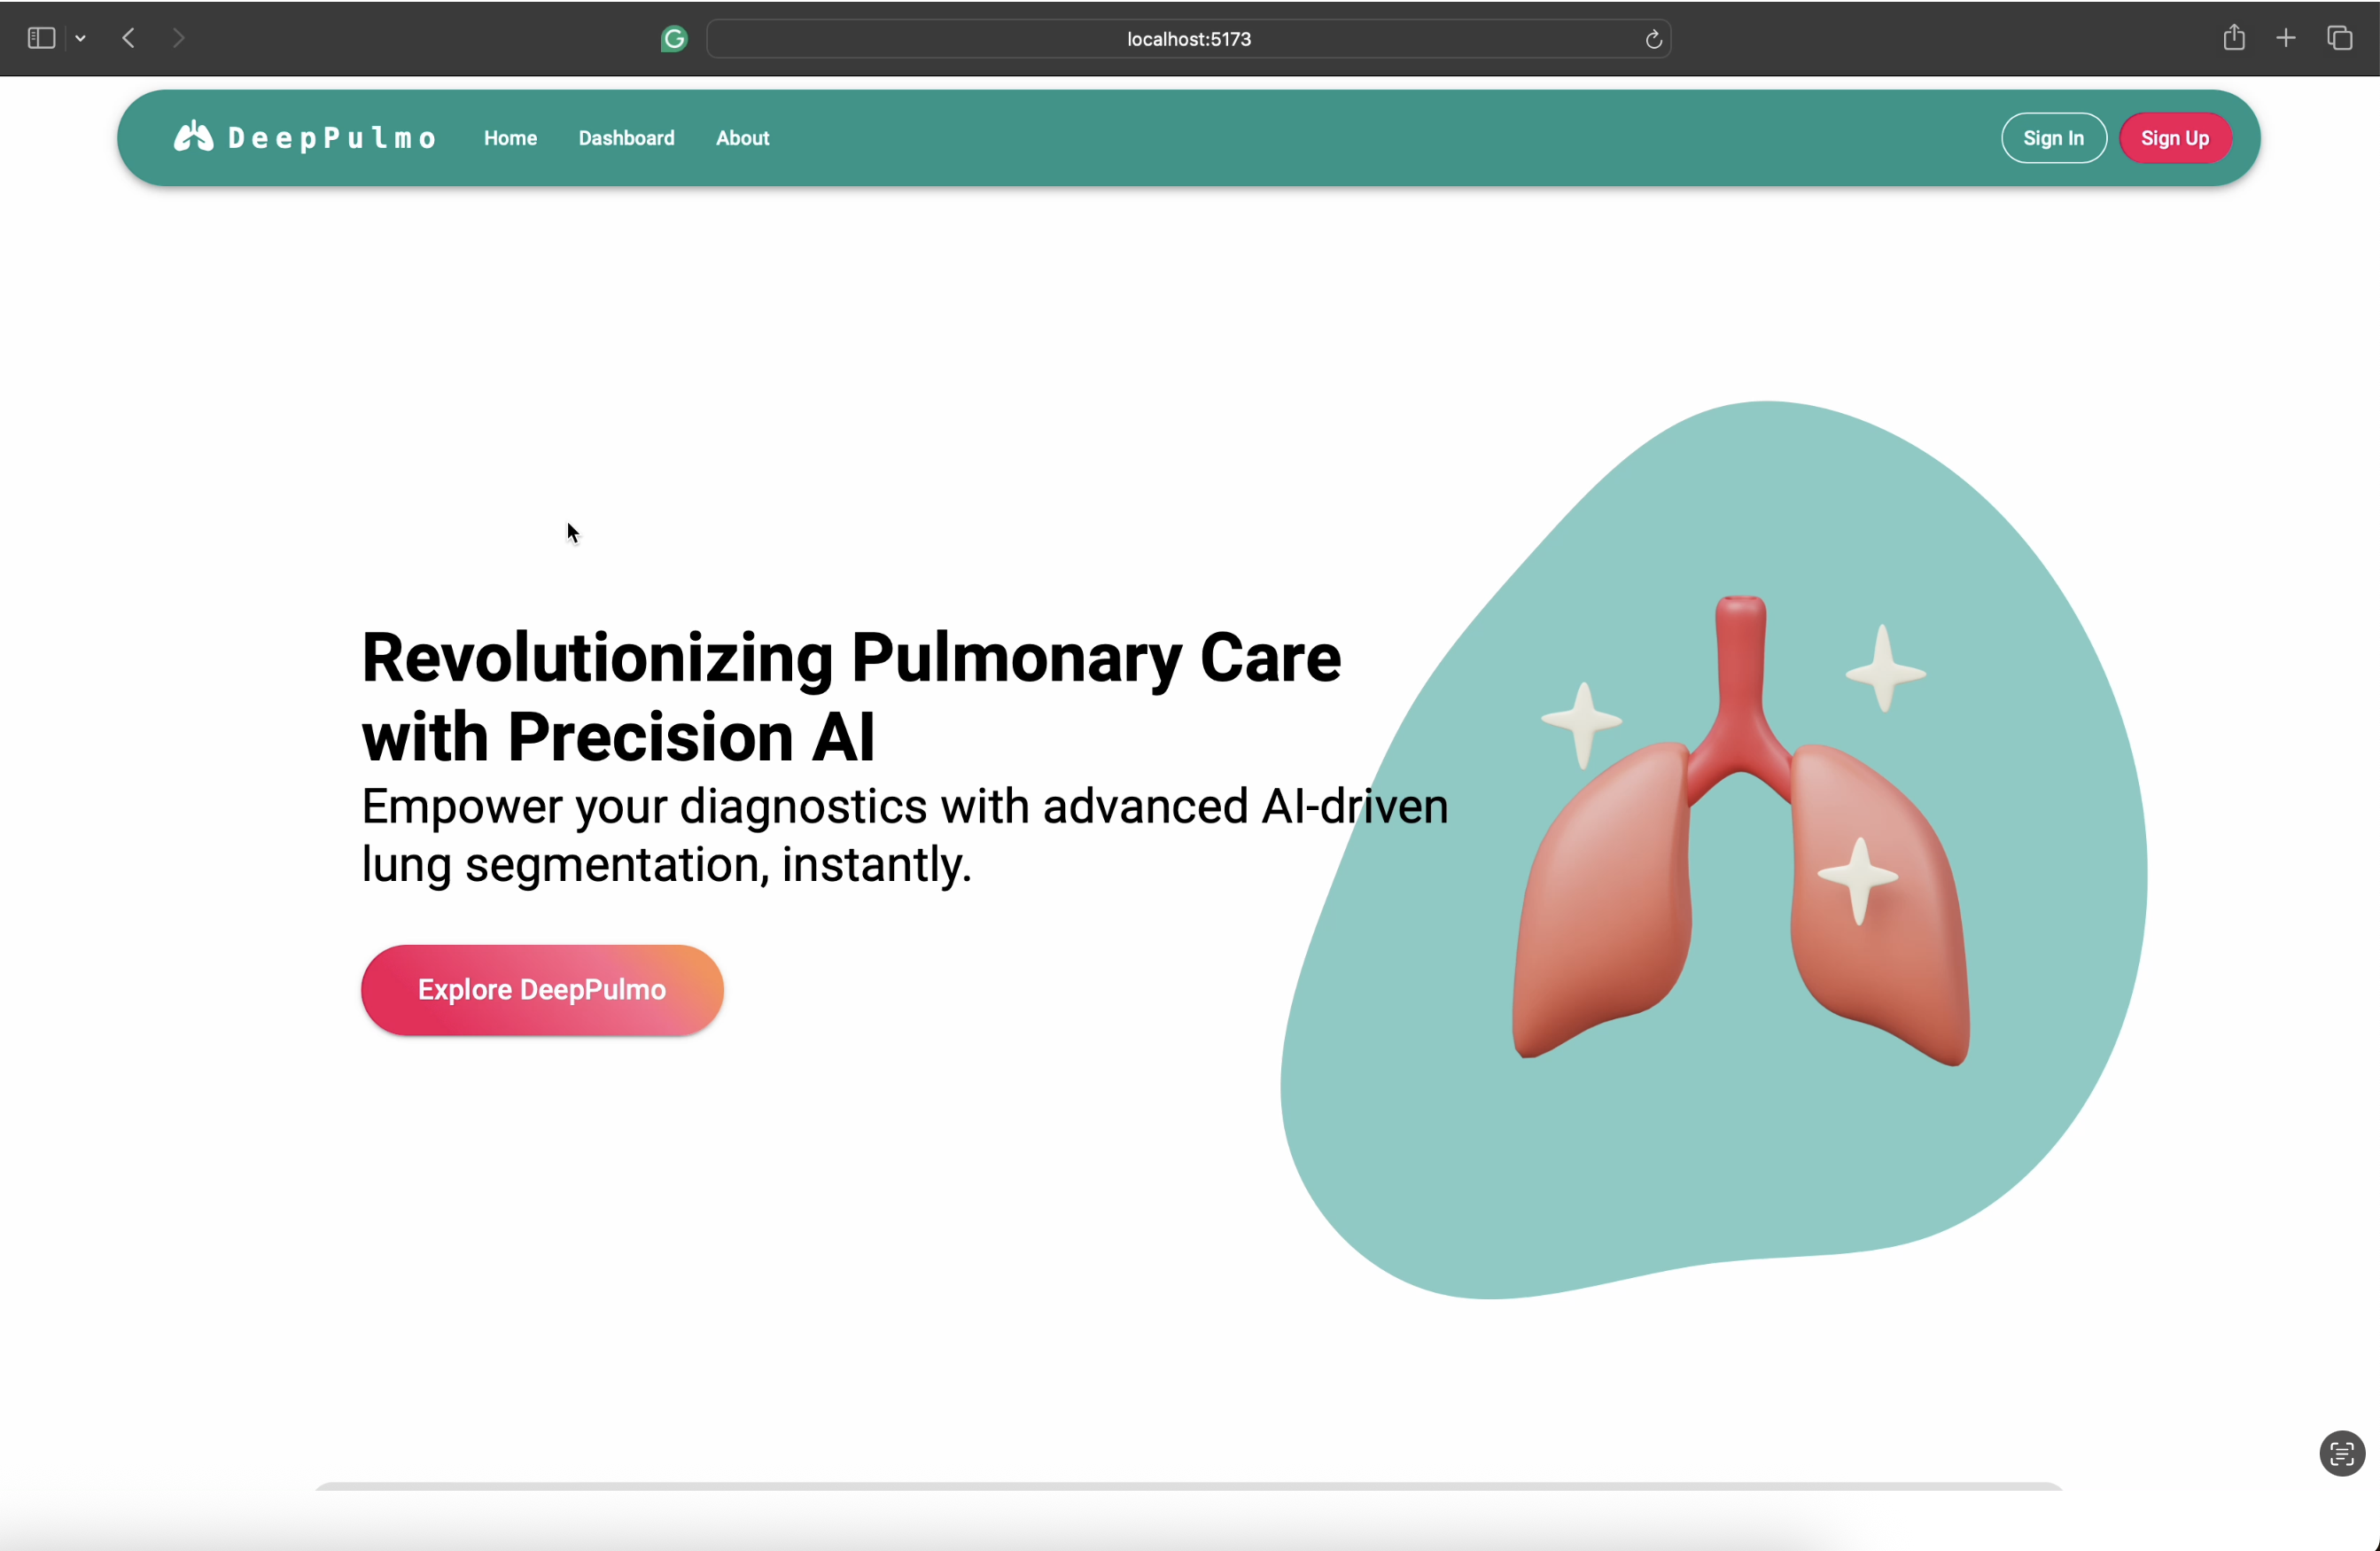 localhost:5173
DeepPulmo Home Dashboard About Sign In Sign Up
Revolutionizing Pulmonary Care
with Precision AI
Empower your diagnostics with advanced AI-driven
lung segmentation, instantly.
Explore DeepPulmo